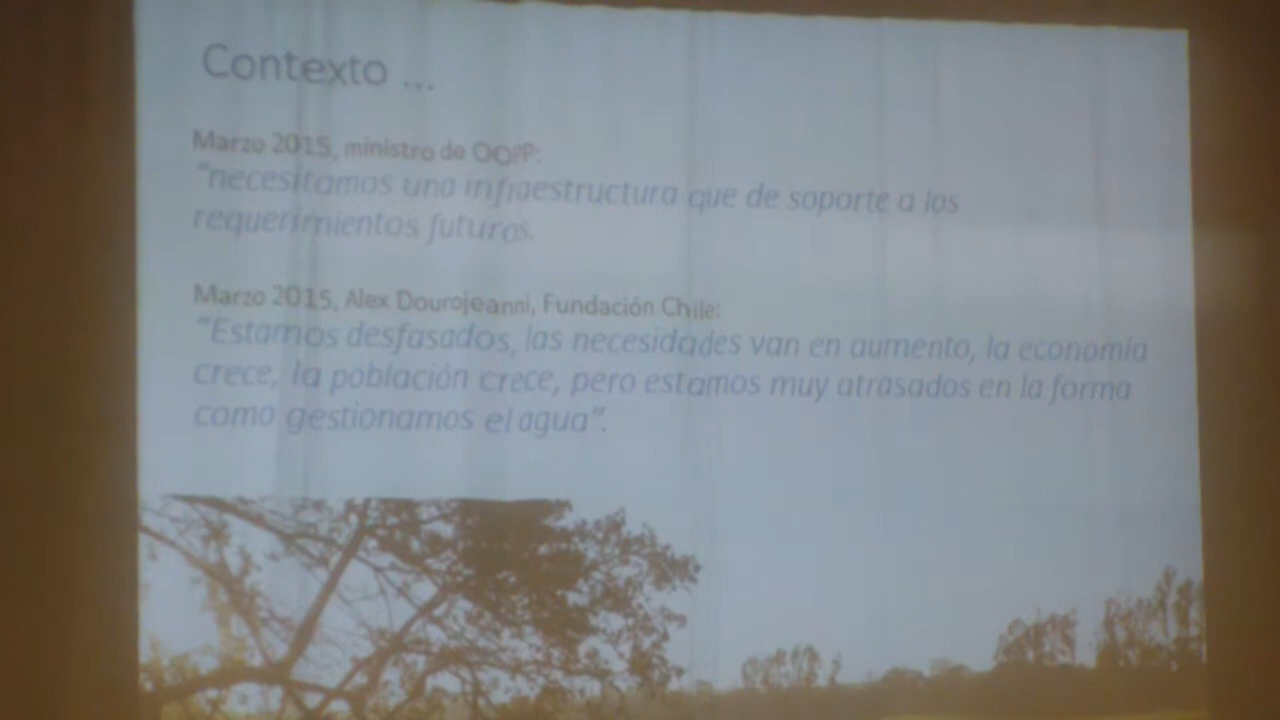 Contexto ...
Marzo 2015, ministro de OOPP:
"necesitamos una infraestructura que de soporte a los
requerimientos futuros.
Marzo 2015, Alex Dourojeanni, Fundación Chile:
"Estamos desfasados, las necesidades van en aumento, la economía
crece, la población crece, pero estamos muy atrasados en la forma
como gestionamos el agua".